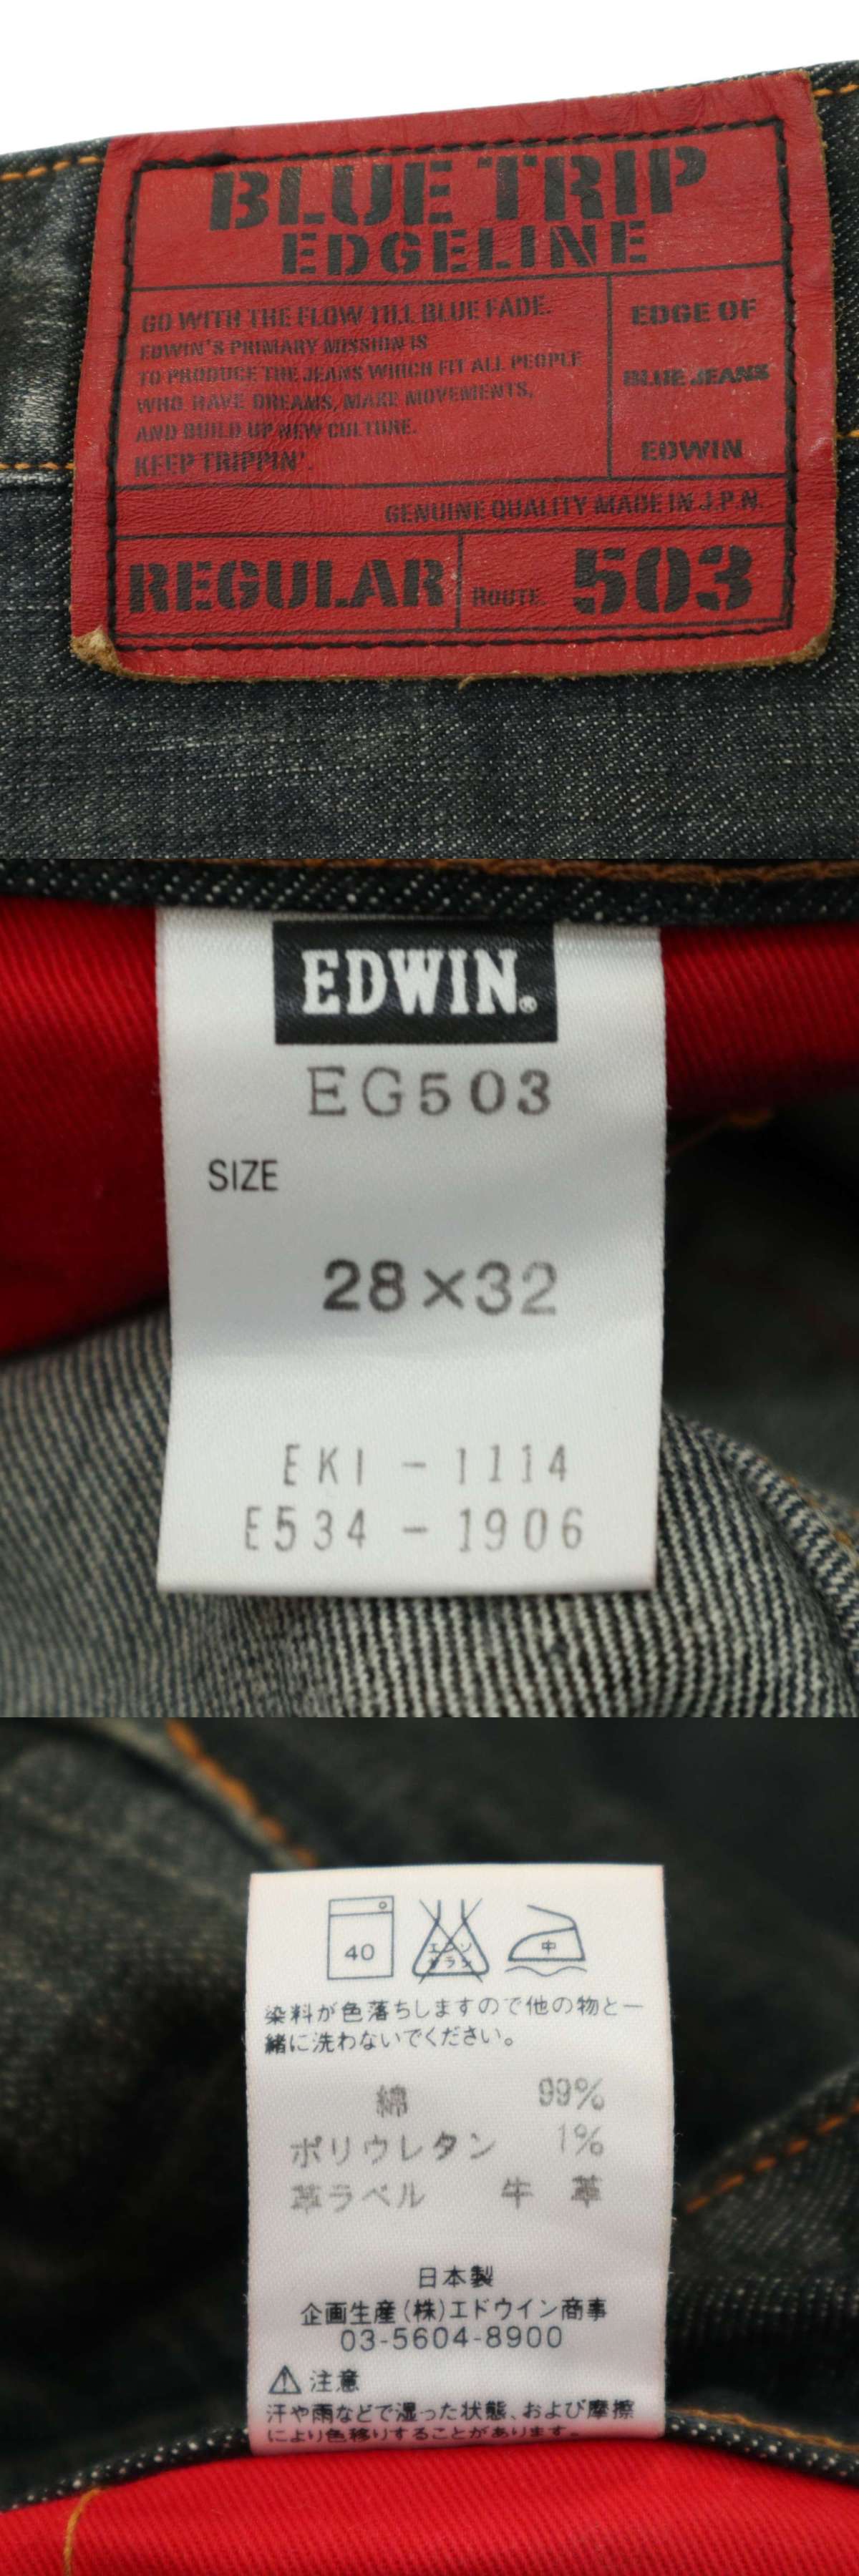 BLUE TRIP
EDGELINE
GO WITH THE FLOW TILL BLUE FADE.
EDWIN'S PRIMARY MISSION IS
TO PRODUCE THE JEANS WHICH FIT ALL PEOPLE
WHO HAVE DREAMS, MAKE MOVEMENTS,
AND BUILD UP NEW CULTURE.
KEEP TRIPPIN'.
EDGE OF
BLUE JEANS
EDWIN
GENUINE QUALITY MADE IN J.P.N.
REGULAR ROUTE. 503
EDWIN®
EG503
SIZE
28×32
EKI - 1114
E534 - 1906
40 エンソ 中
サラシ
染料が色落ちしますので他の物と一
緒に洗わないでください。
綿 99%
ポリウレタン 1%
革ラベル 牛 革
日本製
企画生産(株)エドウイン商事
03-5604-8900
注意
汗や雨などで湿った状態、および摩擦
により色移りすることがあります。